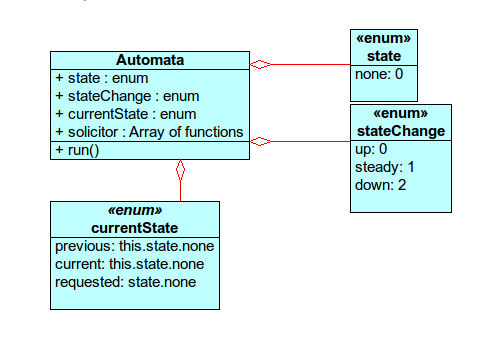 Automata
+ state : enum
+ stateChange : enum
+ currentState : enum
+ solicitor : Array of functions
+ run()
«enum»
state
none: 0
«enum»
stateChange
up: 0
steady: 1
down: 2
«enum»
currentState
previous: this.state.none
current: this.state.none
requested: state.none